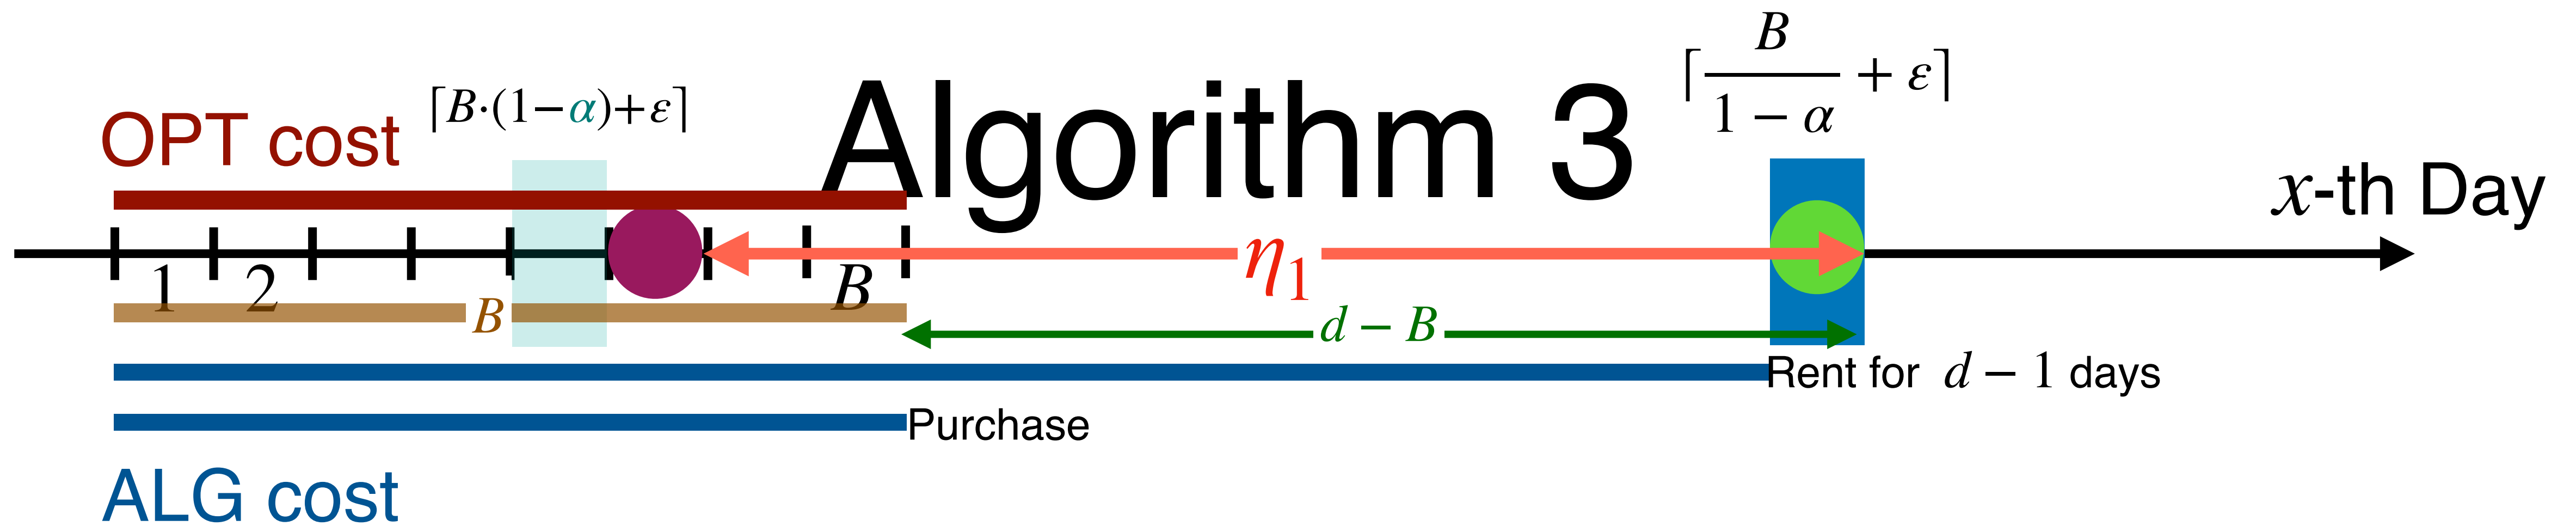 Algorithm 3
OPT cost
⌈B·(1−α)+ε⌉
⌈B/(1 − α) + ε⌉
x-th Day
1 2 B
η₁
B
d − B
Rent for d − 1 days
Purchase
ALG cost